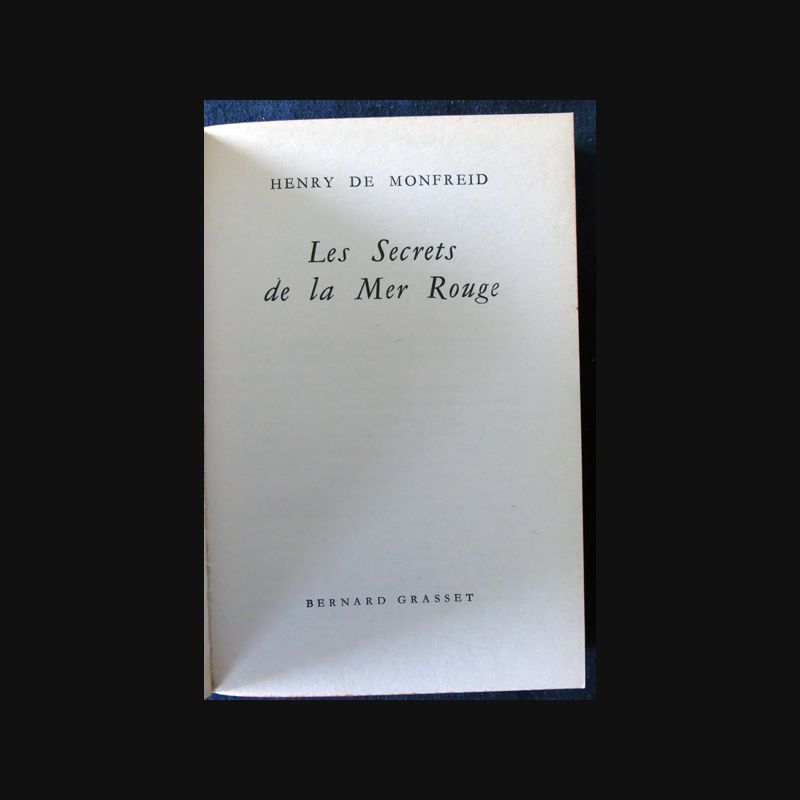 HENRY DE MONFREID
Les Secrets
de la Mer Rouge
BERNARD GRASSET